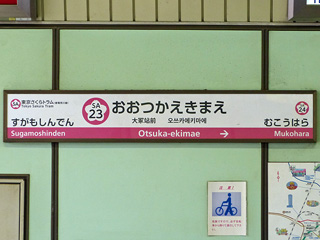 東京さくらトラム
Tokyo Sakura Tram
SA
23
おおつかえきまえ
大塚站前 오쓰카에키마에
24
すがもしんでん
むこうはら
Sugamoshinden
Otsuka-ekimae →
Mukohara